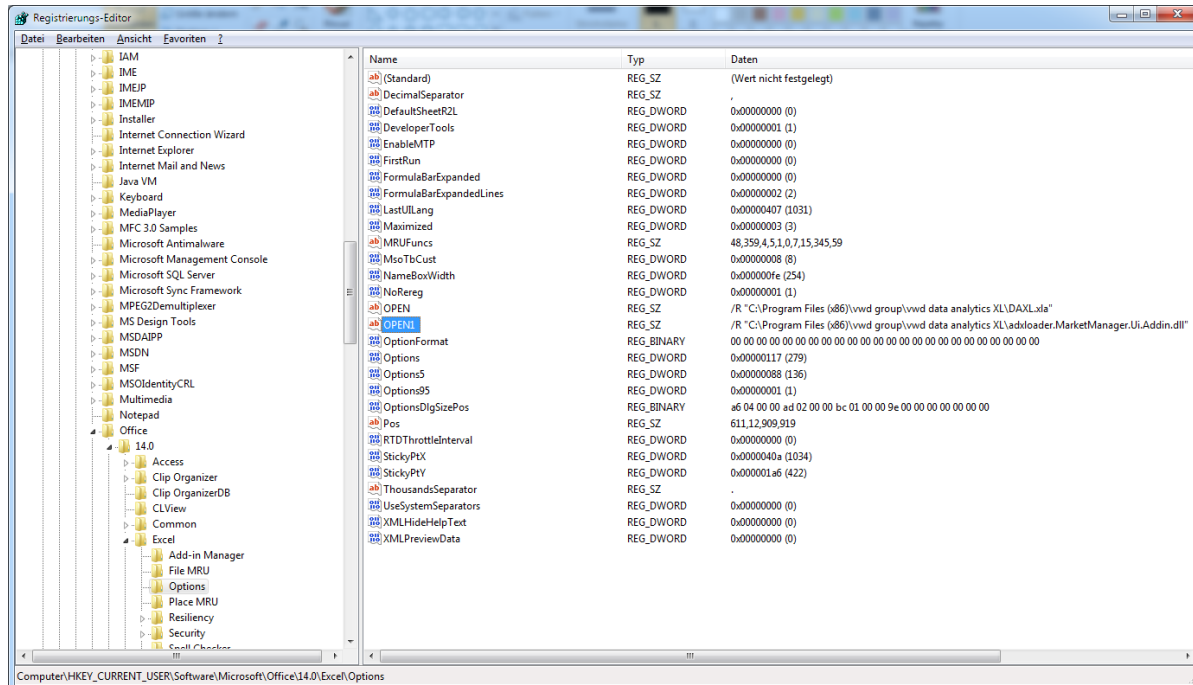 Registrierungs-Editor
Datei Bearbeiten Ansicht Favoriten ?
IAM
IME
IMEJP
IMEMIP
Installer
Internet Connection Wizard
Internet Explorer
Internet Mail and News
Java VM
Keyboard
MediaPlayer
MFC 3.0 Samples
Microsoft Antimalware
Microsoft Management Console
Microsoft SQL Server
Microsoft Sync Framework
MPEG2Demultiplexer
MS Design Tools
MSDAIPP
MSDN
MSF
MSOIdentityCRL
Multimedia
Notepad
Office
14.0
Access
Clip Organizer
Clip OrganizerDB
CLView
Common
Excel
Add-in Manager
File MRU
Options
Place MRU
Resiliency
Security
Spell Checker
Name Typ Daten
(Standard) REG_SZ (Wert nicht festgelegt)
DecimalSeparator REG_SZ ,
DefaultSheetR2L REG_DWORD 0x00000000 (0)
DeveloperTools REG_DWORD 0x00000001 (1)
EnableMTP REG_DWORD 0x00000000 (0)
FirstRun REG_DWORD 0x00000000 (0)
FormulaBarExpanded REG_DWORD 0x00000000 (0)
FormulaBarExpandedLines REG_DWORD 0x00000002 (2)
LastUILang REG_DWORD 0x00000407 (1031)
Maximized REG_DWORD 0x00000003 (3)
MRUFuncs REG_SZ 48,359,4,5,1,0,7,15,345,59
MsoTbCust REG_DWORD 0x00000008 (8)
NameBoxWidth REG_DWORD 0x000000fe (254)
NoRereg REG_DWORD 0x00000001 (1)
OPEN REG_SZ /R "C:\Program Files (x86)\vwd group\vwd data analytics XL\DAXL.xla"
OPEN1 REG_SZ /R "C:\Program Files (x86)\vwd group\vwd data analytics XL\adxloader.MarketManager.Ui.Addin.dll"
OptionFormat REG_BINARY 00 00 00 00 00 00 00 00 00 00 00 00 00 00 00 00 00 00 00 00 00 00 00 00
Options REG_DWORD 0x00000117 (279)
Options5 REG_DWORD 0x00000088 (136)
Options95 REG_DWORD 0x00000001 (1)
OptionsDlgSizePos REG_BINARY a6 04 00 00 ad 02 00 00 bc 01 00 00 9e 00 00 00 00 00 00 00
Pos REG_SZ 611,12,909,919
RTDThrottleInterval REG_DWORD 0x00000000 (0)
StickyPtX REG_DWORD 0x0000040a (1034)
StickyPtY REG_DWORD 0x000001a6 (422)
ThousandsSeparator REG_SZ .
UseSystemSeparators REG_DWORD 0x00000000 (0)
XMLHideHelpText REG_DWORD 0x00000000 (0)
XMLPreviewData REG_DWORD 0x00000000 (0)
Computer\HKEY_CURRENT_USER\Software\Microsoft\Office\14.0\Excel\Options